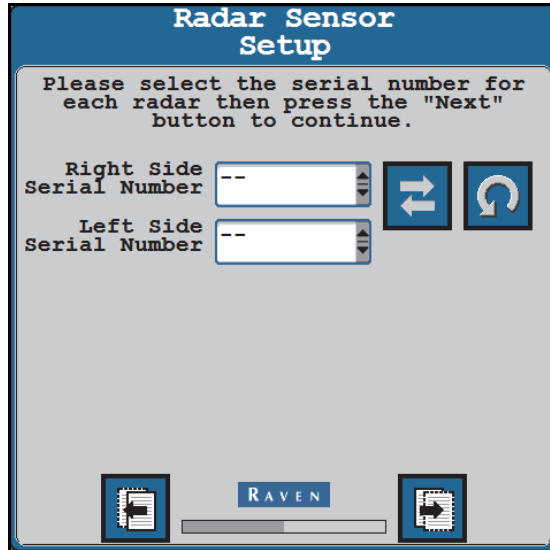 Radar Sensor
Setup
Please select the serial number for
each radar then press the "Next"
button to continue.
Right Side
Serial Number
--
Left Side
Serial Number
--
RAVEN